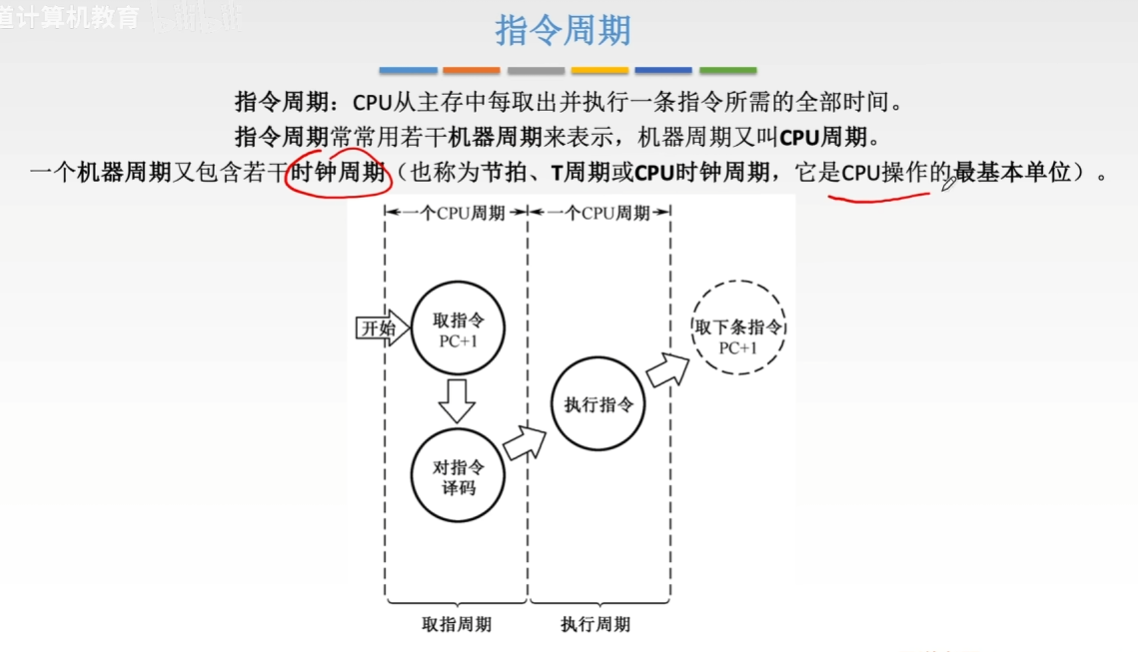 道计算机教育
指令周期
指令周期：CPU从主存中每取出并执行一条指令所需的全部时间。
指令周期常常用若干机器周期来表示，机器周期又叫CPU周期。
一个机器周期又包含若干时钟周期（也称为节拍、T周期或CPU时钟周期，它是CPU操作的最基本单位）。
一个CPU周期
一个CPU周期
开始
取指令
PC+1
取下条指令
PC+1
执行指令
对指令
译码
取指周期
执行周期